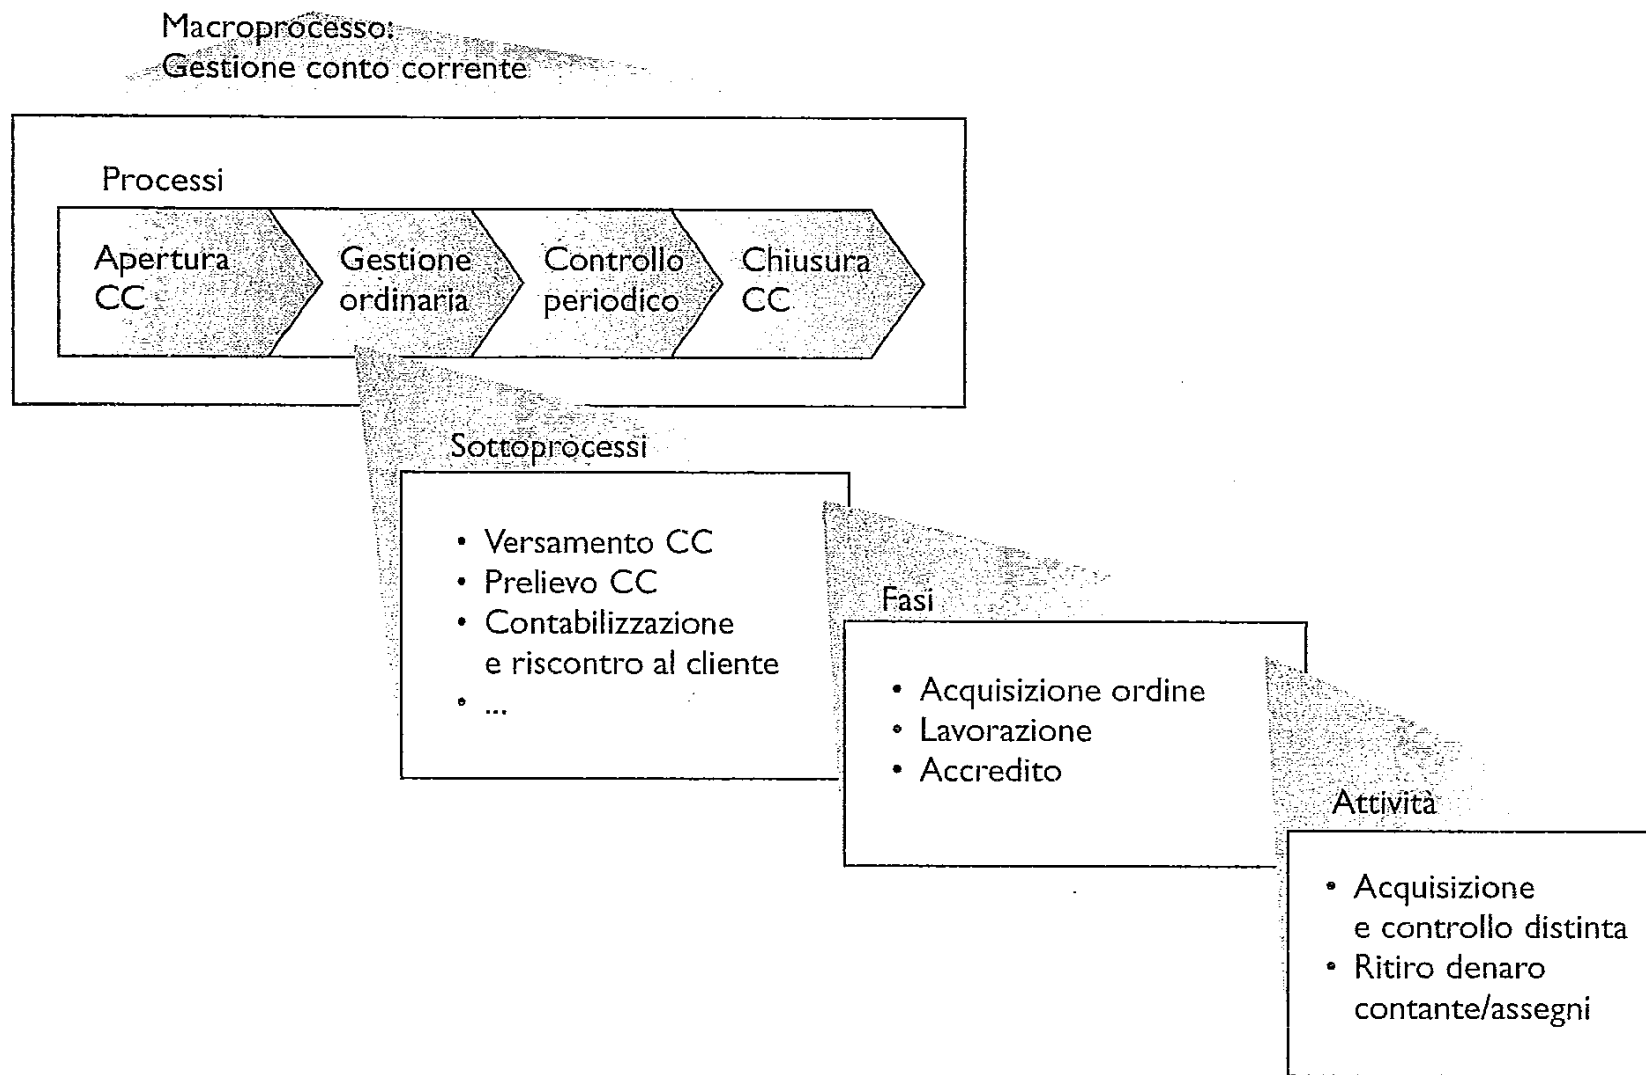 Macroprocesso:
Gestione conto corrente
Processi
Apertura
CC
Gestione
ordinaria
Controllo
periodico
Chiusura
CC
Sottoprocessi
• Versamento CC
• Prelievo CC
• Contabilizzazione
e riscontro al cliente
• ...
Fasi
• Acquisizione ordine
• Lavorazione
• Accredito
Attività
• Acquisizione
e controllo distinta
• Ritiro denaro
contante/assegni